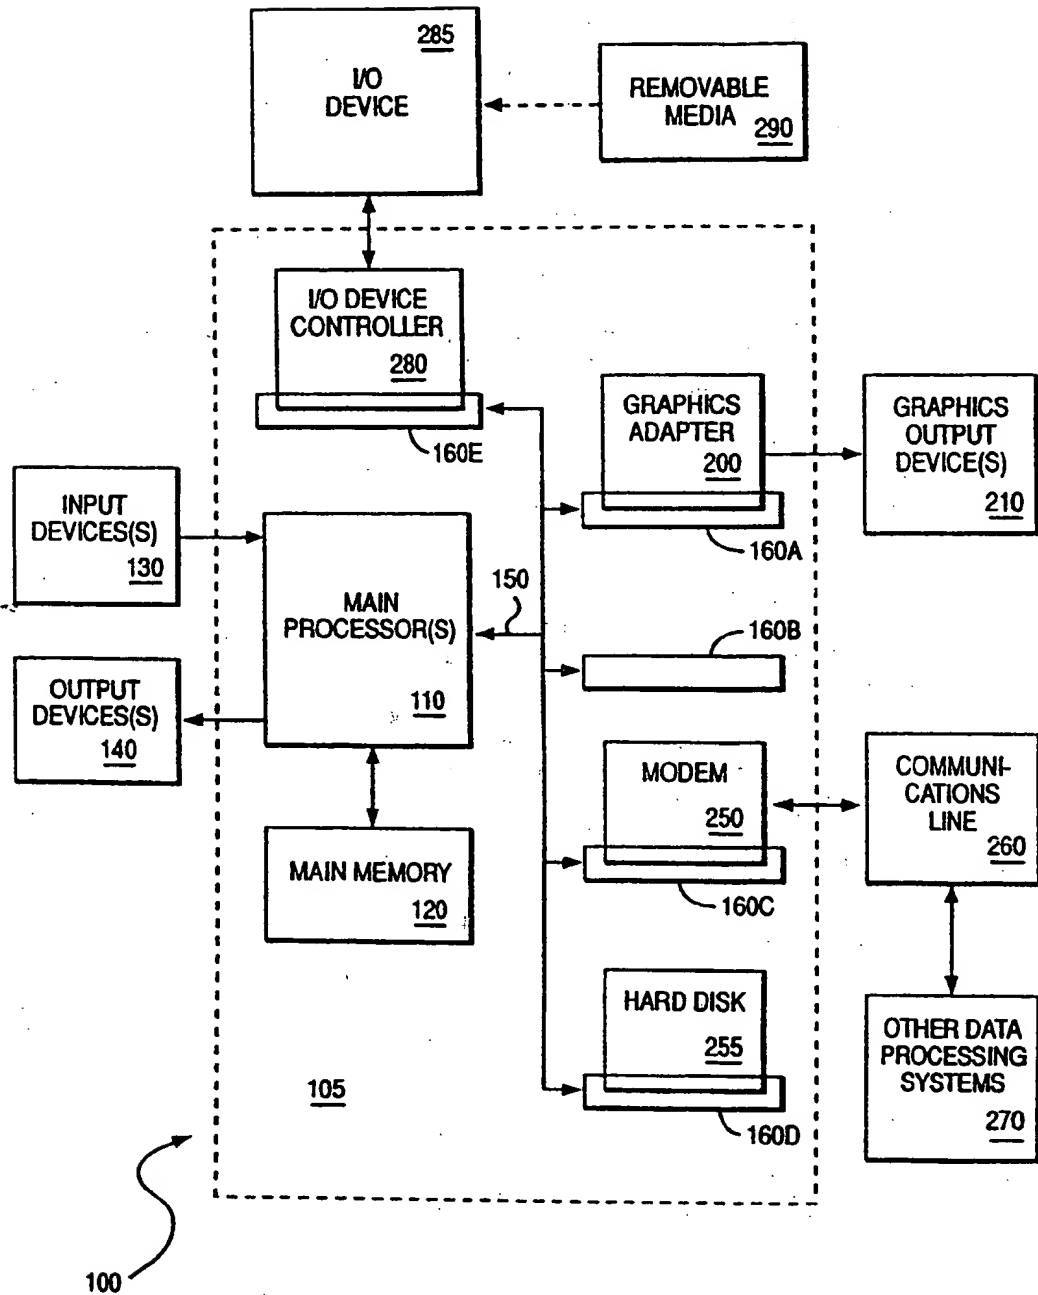 285
I/O
DEVICE
REMOVABLE
MEDIA
290
I/O DEVICE
CONTROLLER
280
160E
GRAPHICS
ADAPTER
200
160A
GRAPHICS
OUTPUT
DEVICE(S)
210
INPUT
DEVICES(S)
130
MAIN
PROCESSOR(S)
110
150
160B
OUTPUT
DEVICES(S)
140
MODEM
250
160C
COMMUNI-
CATIONS
LINE
260
MAIN MEMORY
120
HARD DISK
255
160D
OTHER DATA
PROCESSING
SYSTEMS
270
105
100